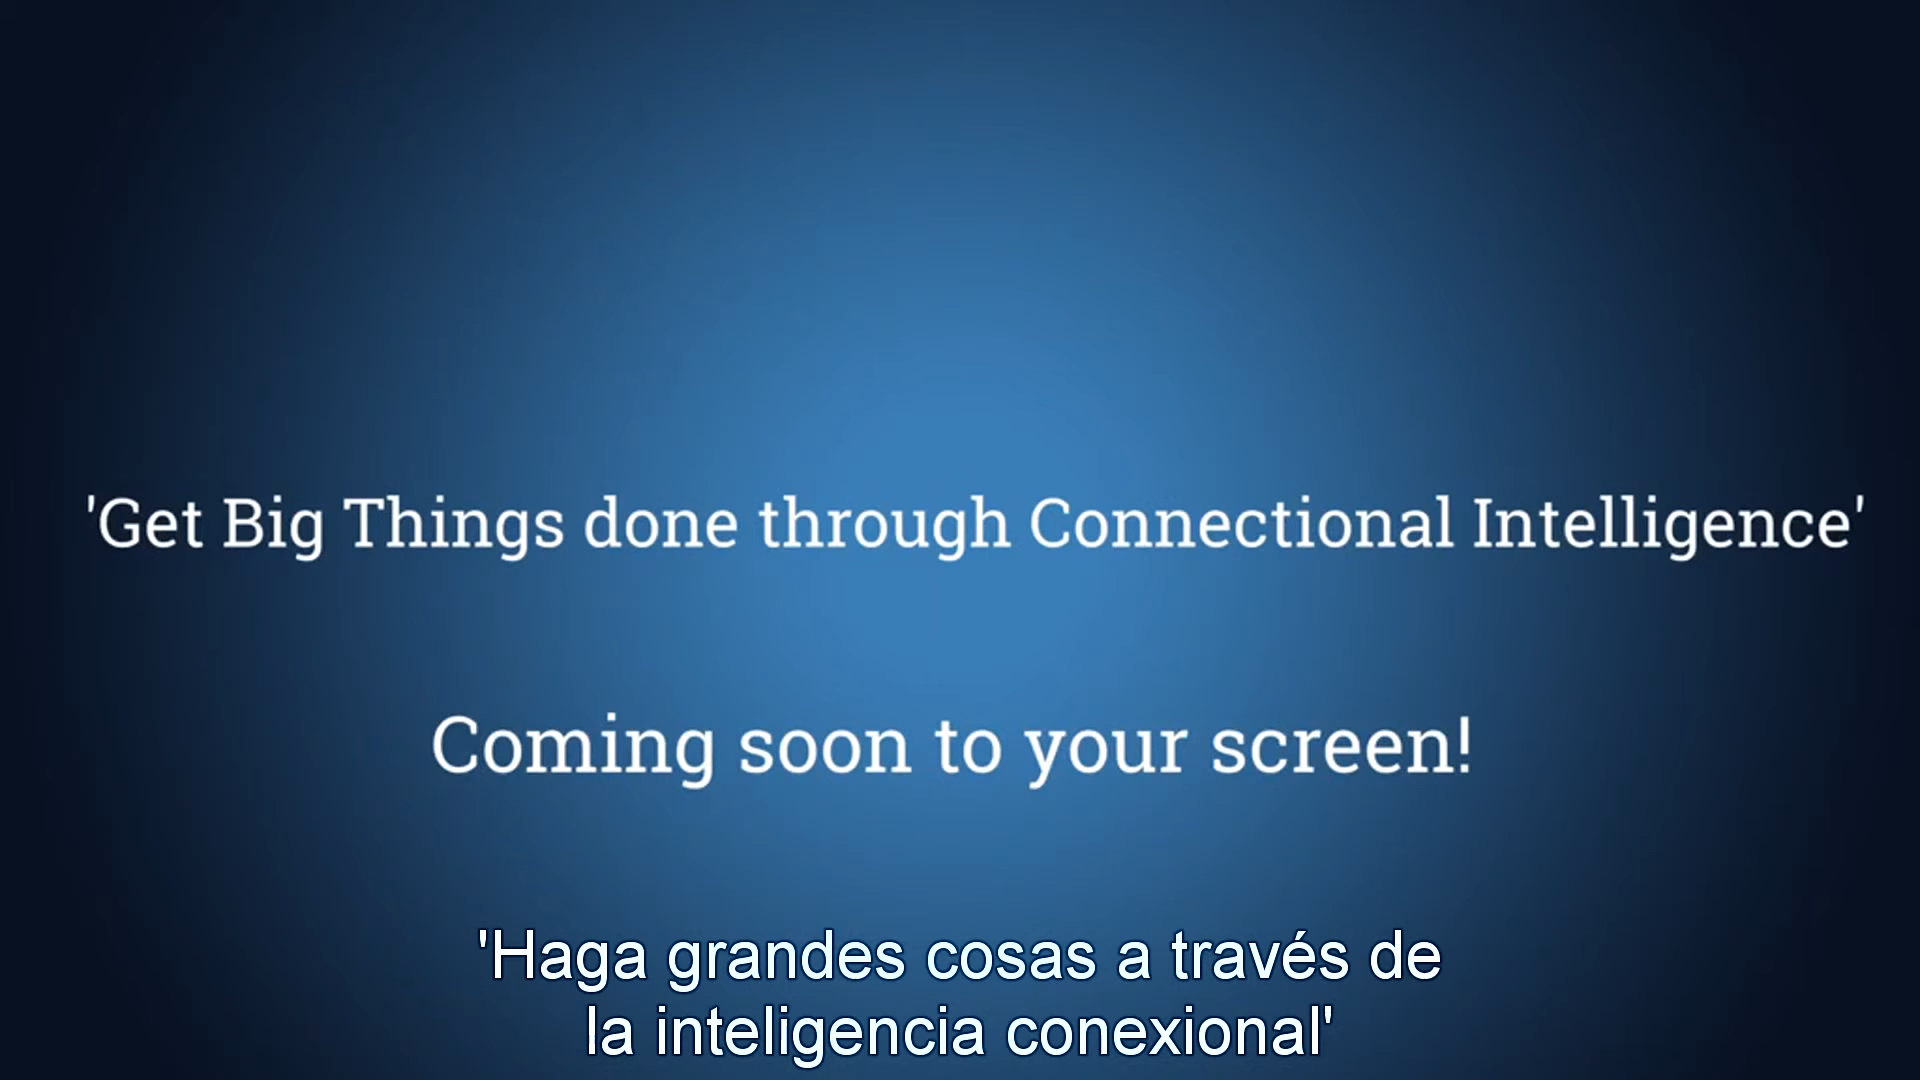 'Get Big Things done through Connectional Intelligence'
Coming soon to your screen!
'Haga grandes cosas a través de
la inteligencia conexional'